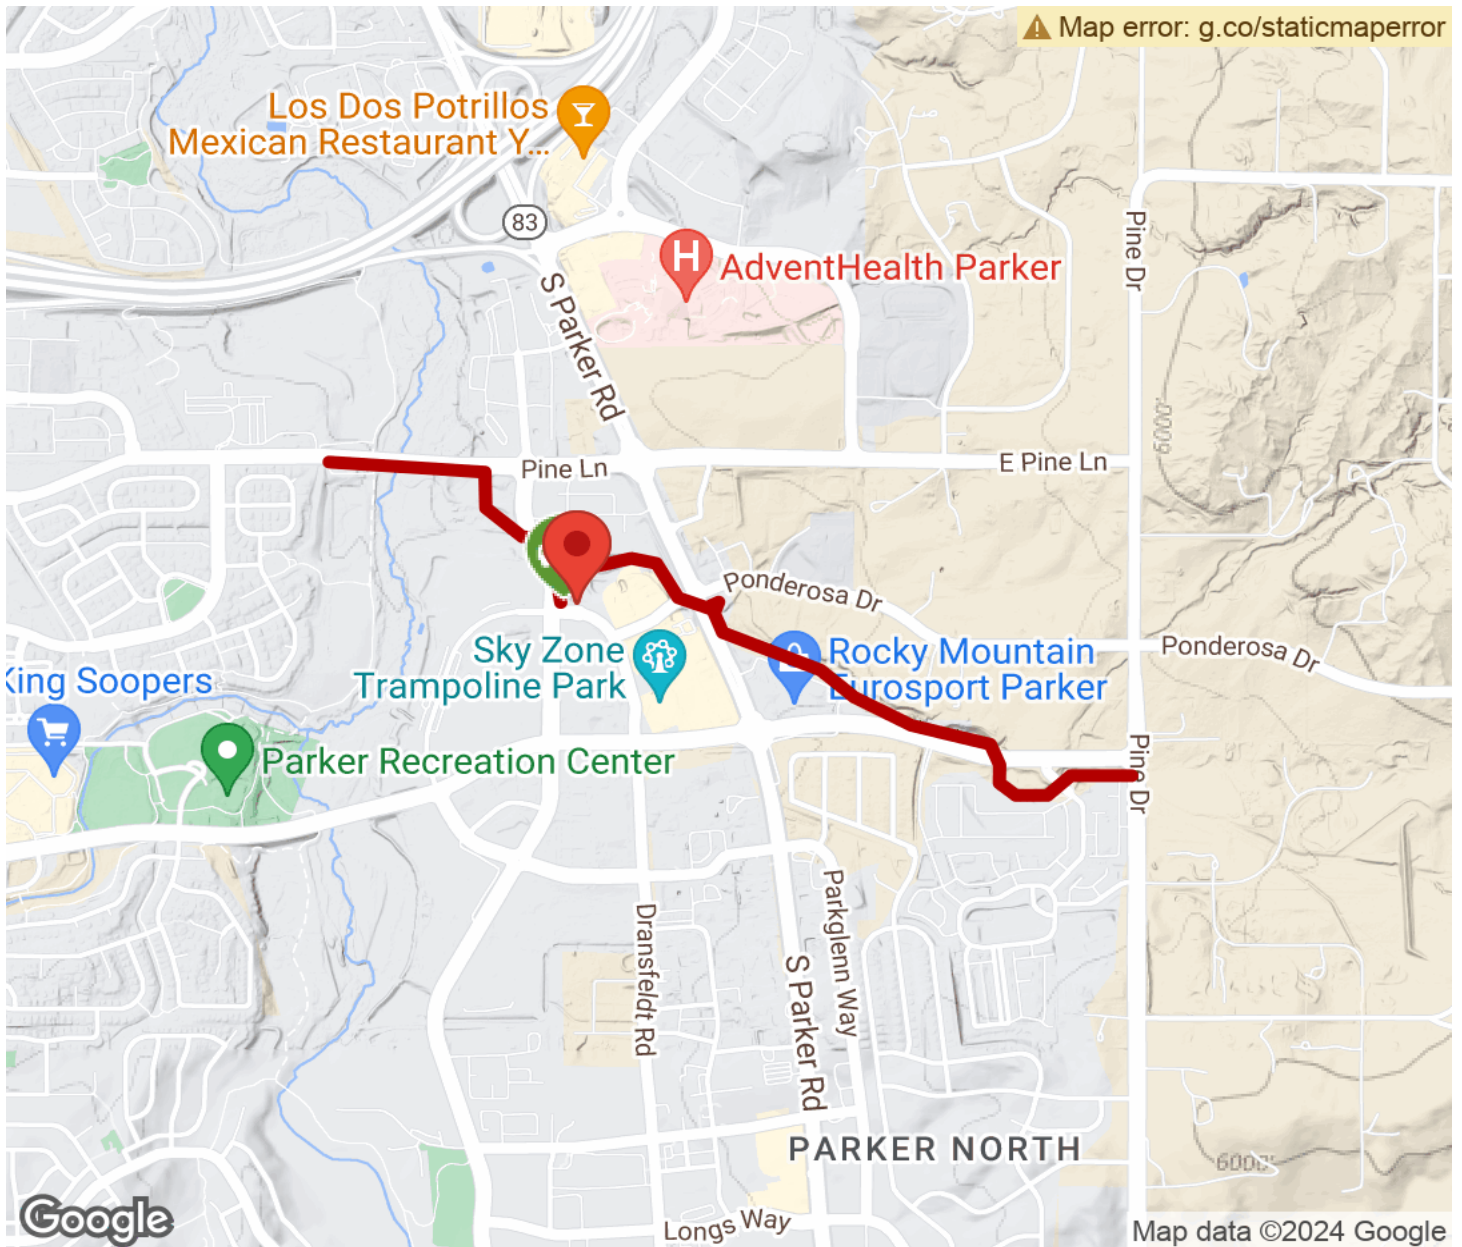 Map error: g.co/staticmaperror
Los Dos Potrillos
Mexican Restaurant Y...
83
H
AdventHealth Parker
Pine Dr
S Parker Rd
6000'
Pine Ln
E Pine Ln
Ponderosa Dr
Ponderosa Dr
Sky Zone
Trampoline Park
Rocky Mountain
Eurosport Parker
King Soopers
Parker Recreation Center
Pine Dr
Parkglenn Way
Dransfeldt Rd
S Parker Rd
PARKER NORTH
6000'
Longs Way
Google
Map data ©2024 Google